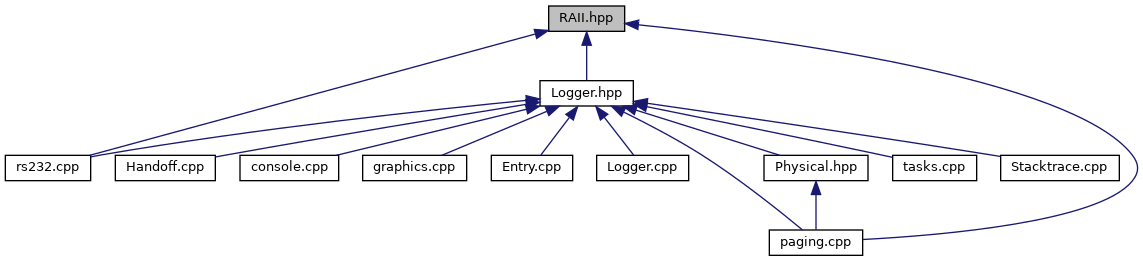 RAII.hpp
Logger.hpp
rs232.cpp
Handoff.cpp
console.cpp
graphics.cpp
Entry.cpp
Logger.cpp
Physical.hpp
tasks.cpp
Stacktrace.cpp
paging.cpp